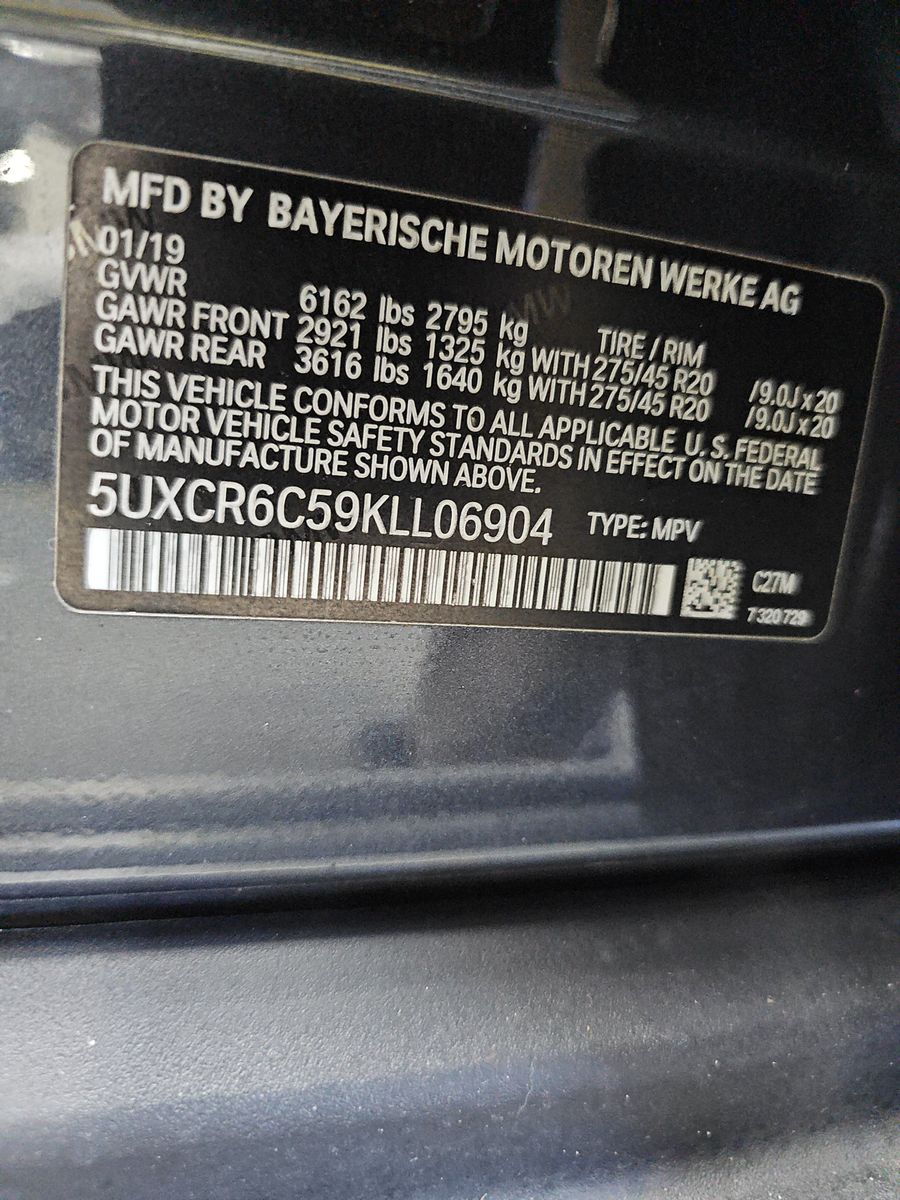 MFD BY BAYERISCHE MOTOREN WERKE AG
01/19
GVWR 6162 lbs 2795 kg TIRE / RIM
GAWR FRONT 2921 lbs 1325 kg WITH 275/45 R20 /9.0J x 20
GAWR REAR 3616 lbs 1640 kg WITH 275/45 R20 /9.0J x 20
THIS VEHICLE CONFORMS TO ALL APPLICABLE U.S. FEDERAL
MOTOR VEHICLE SAFETY STANDARDS IN EFFECT ON THE DATE
OF MANUFACTURE SHOWN ABOVE.
5UXCR6C59KLL06904 TYPE: MPV
C27M
7320729